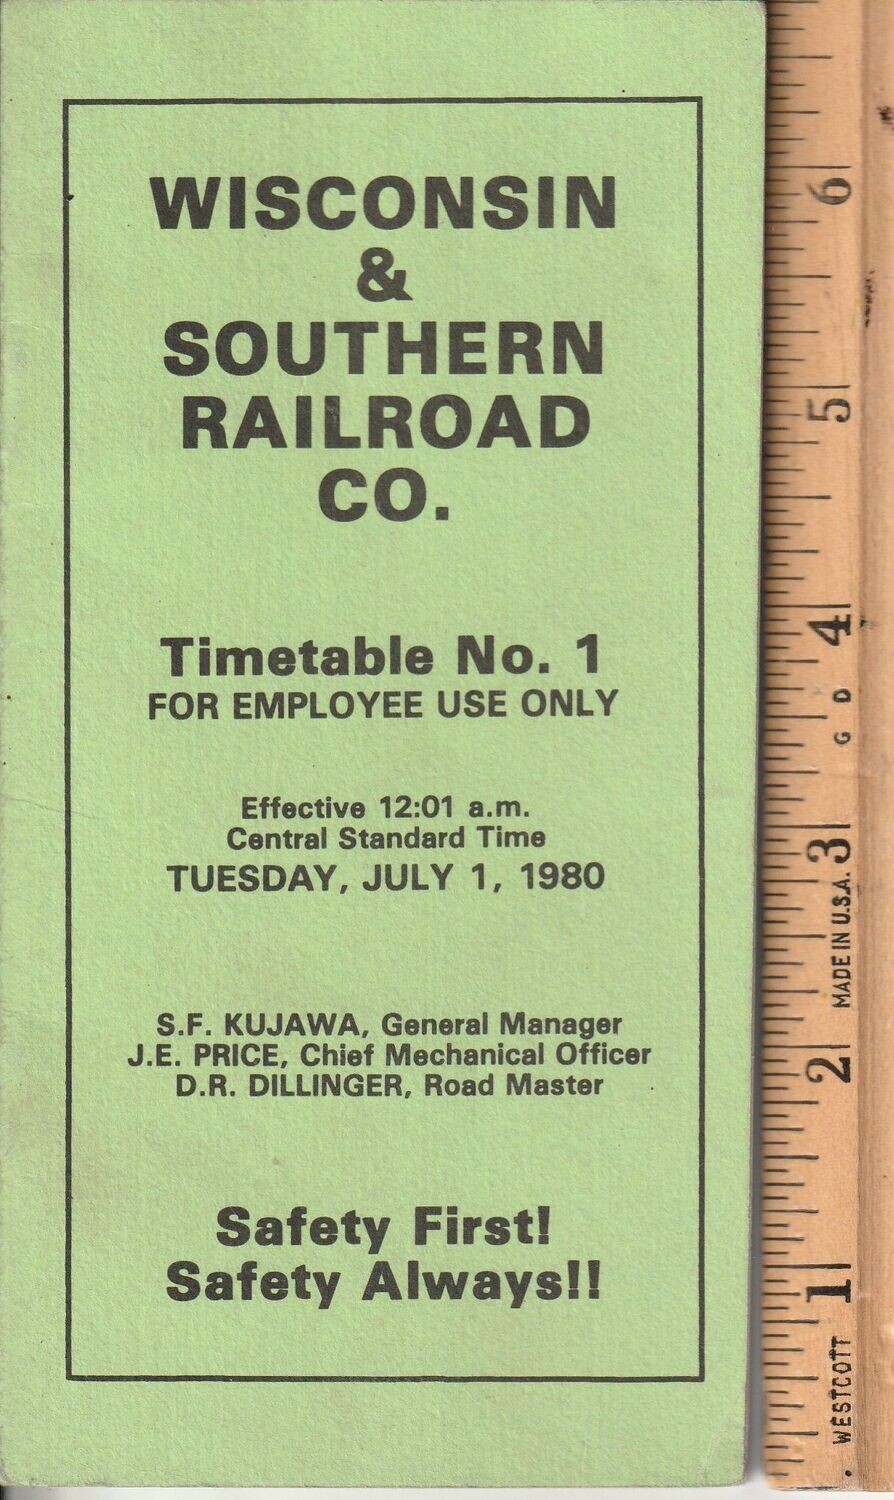 WISCONSIN
&
SOUTHERN
RAILROAD
CO.
Timetable No. 1
FOR EMPLOYEE USE ONLY
Effective 12:01 a.m.
Central Standard Time
TUESDAY, JULY 1, 1980
S.F. KUJAWA, General Manager
J.E. PRICE, Chief Mechanical Officer
D.R. DILLINGER, Road Master
Safety First!
Safety Always!!
WESTCOTT
1
2
MADE IN U.S.A.
3
G D
4
5
6